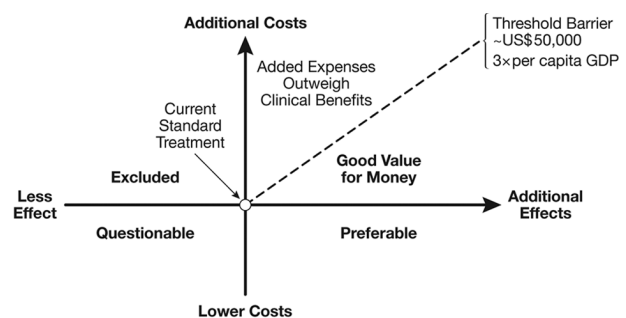 Additional Costs
Threshold Barrier
~US$50,000
3×per capita GDP
Added Expenses
Outweigh
Clinical Benefits
Current
Standard
Treatment
Good Value
for Money
Excluded
Less
Effect
Additional
Effects
Questionable
Preferable
Lower Costs